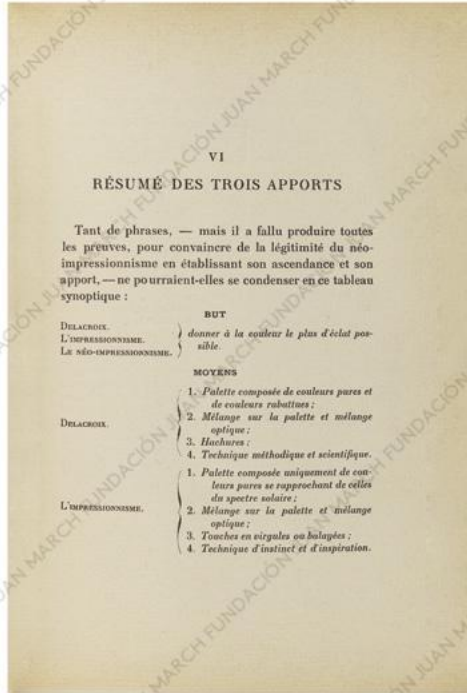 VI
RÉSUMÉ DES TROIS APPORTS
Tant de phrases, — mais il a fallu produire toutes
les preuves, pour convaincre de la légitimité du néo-
impressionnisme en établissant son ascendance et son
apport, — ne pourraient-elles se condenser en ce tableau
synoptique :
BUT
DELACROIX.
L'IMPRESSIONNISME.
LE NÉO-IMPRESSIONNISME.
donner à la couleur le plus d'éclat pos-
sible.
MOYENS
DELACROIX.
1. Palette composée de couleurs pures et
de couleurs rabattues ;
2. Mélange sur la palette et mélange
optique ;
3. Hachures ;
4. Technique méthodique et scientifique.
L'IMPRESSIONNISME.
1. Palette composée uniquement de cou-
leurs pures se rapprochant de celles
du spectre solaire ;
2. Mélange sur la palette et mélange
optique ;
3. Touches en virgules ou balayées ;
4. Technique d'instinct et d'inspiration.
FUNDACIÓN JUAN MARCH